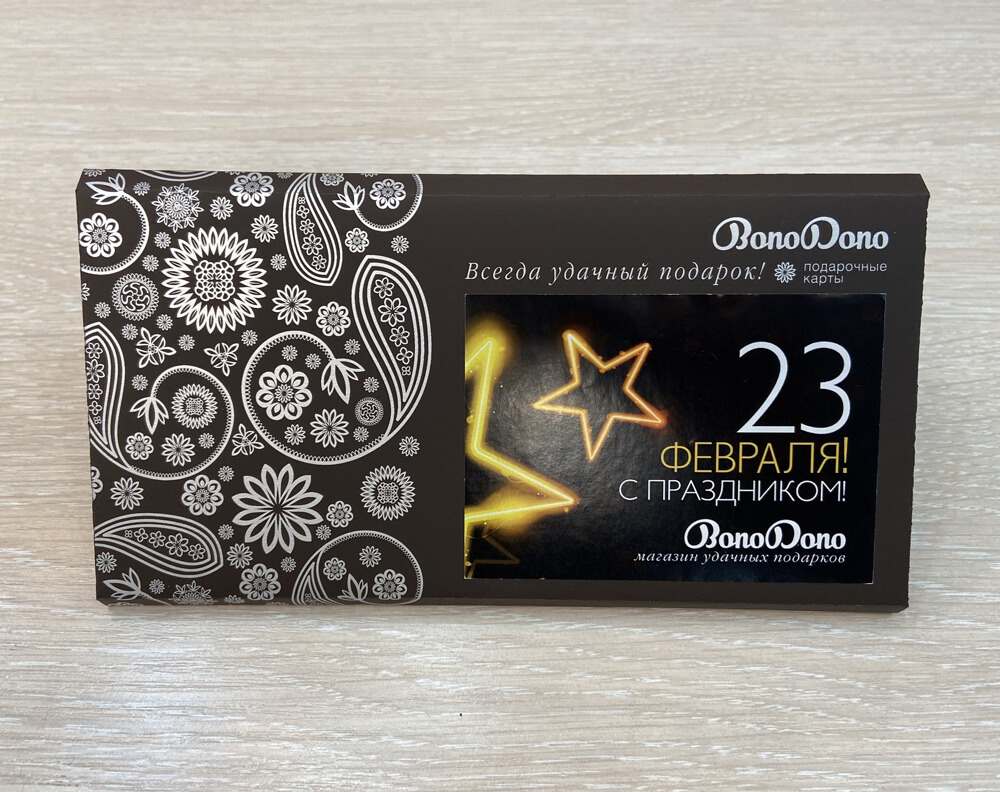 BonoDono
Всегда удачный подарок!
подарочные
карты
23
ФЕВРАЛЯ!
С ПРАЗДНИКОМ!
BonoDono
магазин удачных подарков